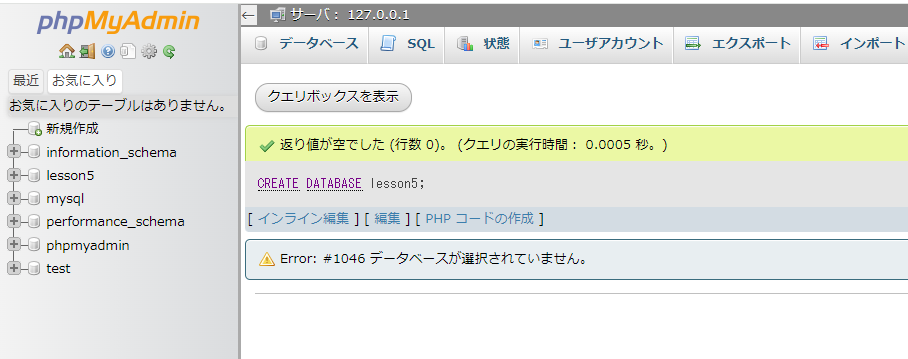 phpMyAdmin
最近 お気に入り
お気に入りのテーブルはありません。
新規作成
information_schema
lesson5
mysql
performance_schema
phpmyadmin
test
← サーバ: 127.0.0.1
データベース SQL 状態 ユーザアカウント エクスポート インポート
クエリボックスを表示
返り値が空でした (行数 0)。 (クエリの実行時間: 0.0005 秒。)
CREATE DATABASE lesson5;
[ インライン編集 ] [ 編集 ] [ PHP コードの作成 ]
Error: #1046 データベースが選択されていません。